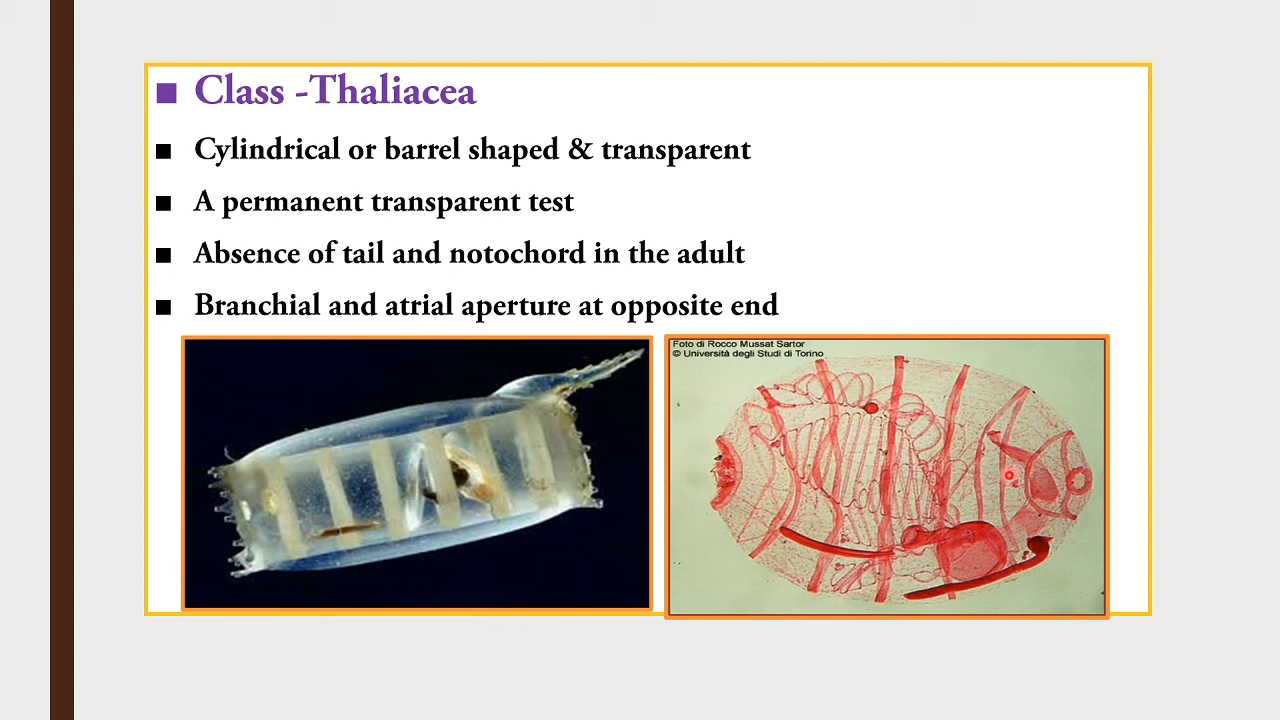 Class -Thaliacea
Cylindrical or barrel shaped & transparent
A permanent transparent test
Absence of tail and notochord in the adult
Branchial and atrial aperture at opposite end
Foto di Rocco Mussat Sartor
© Università degli Studi di Torino